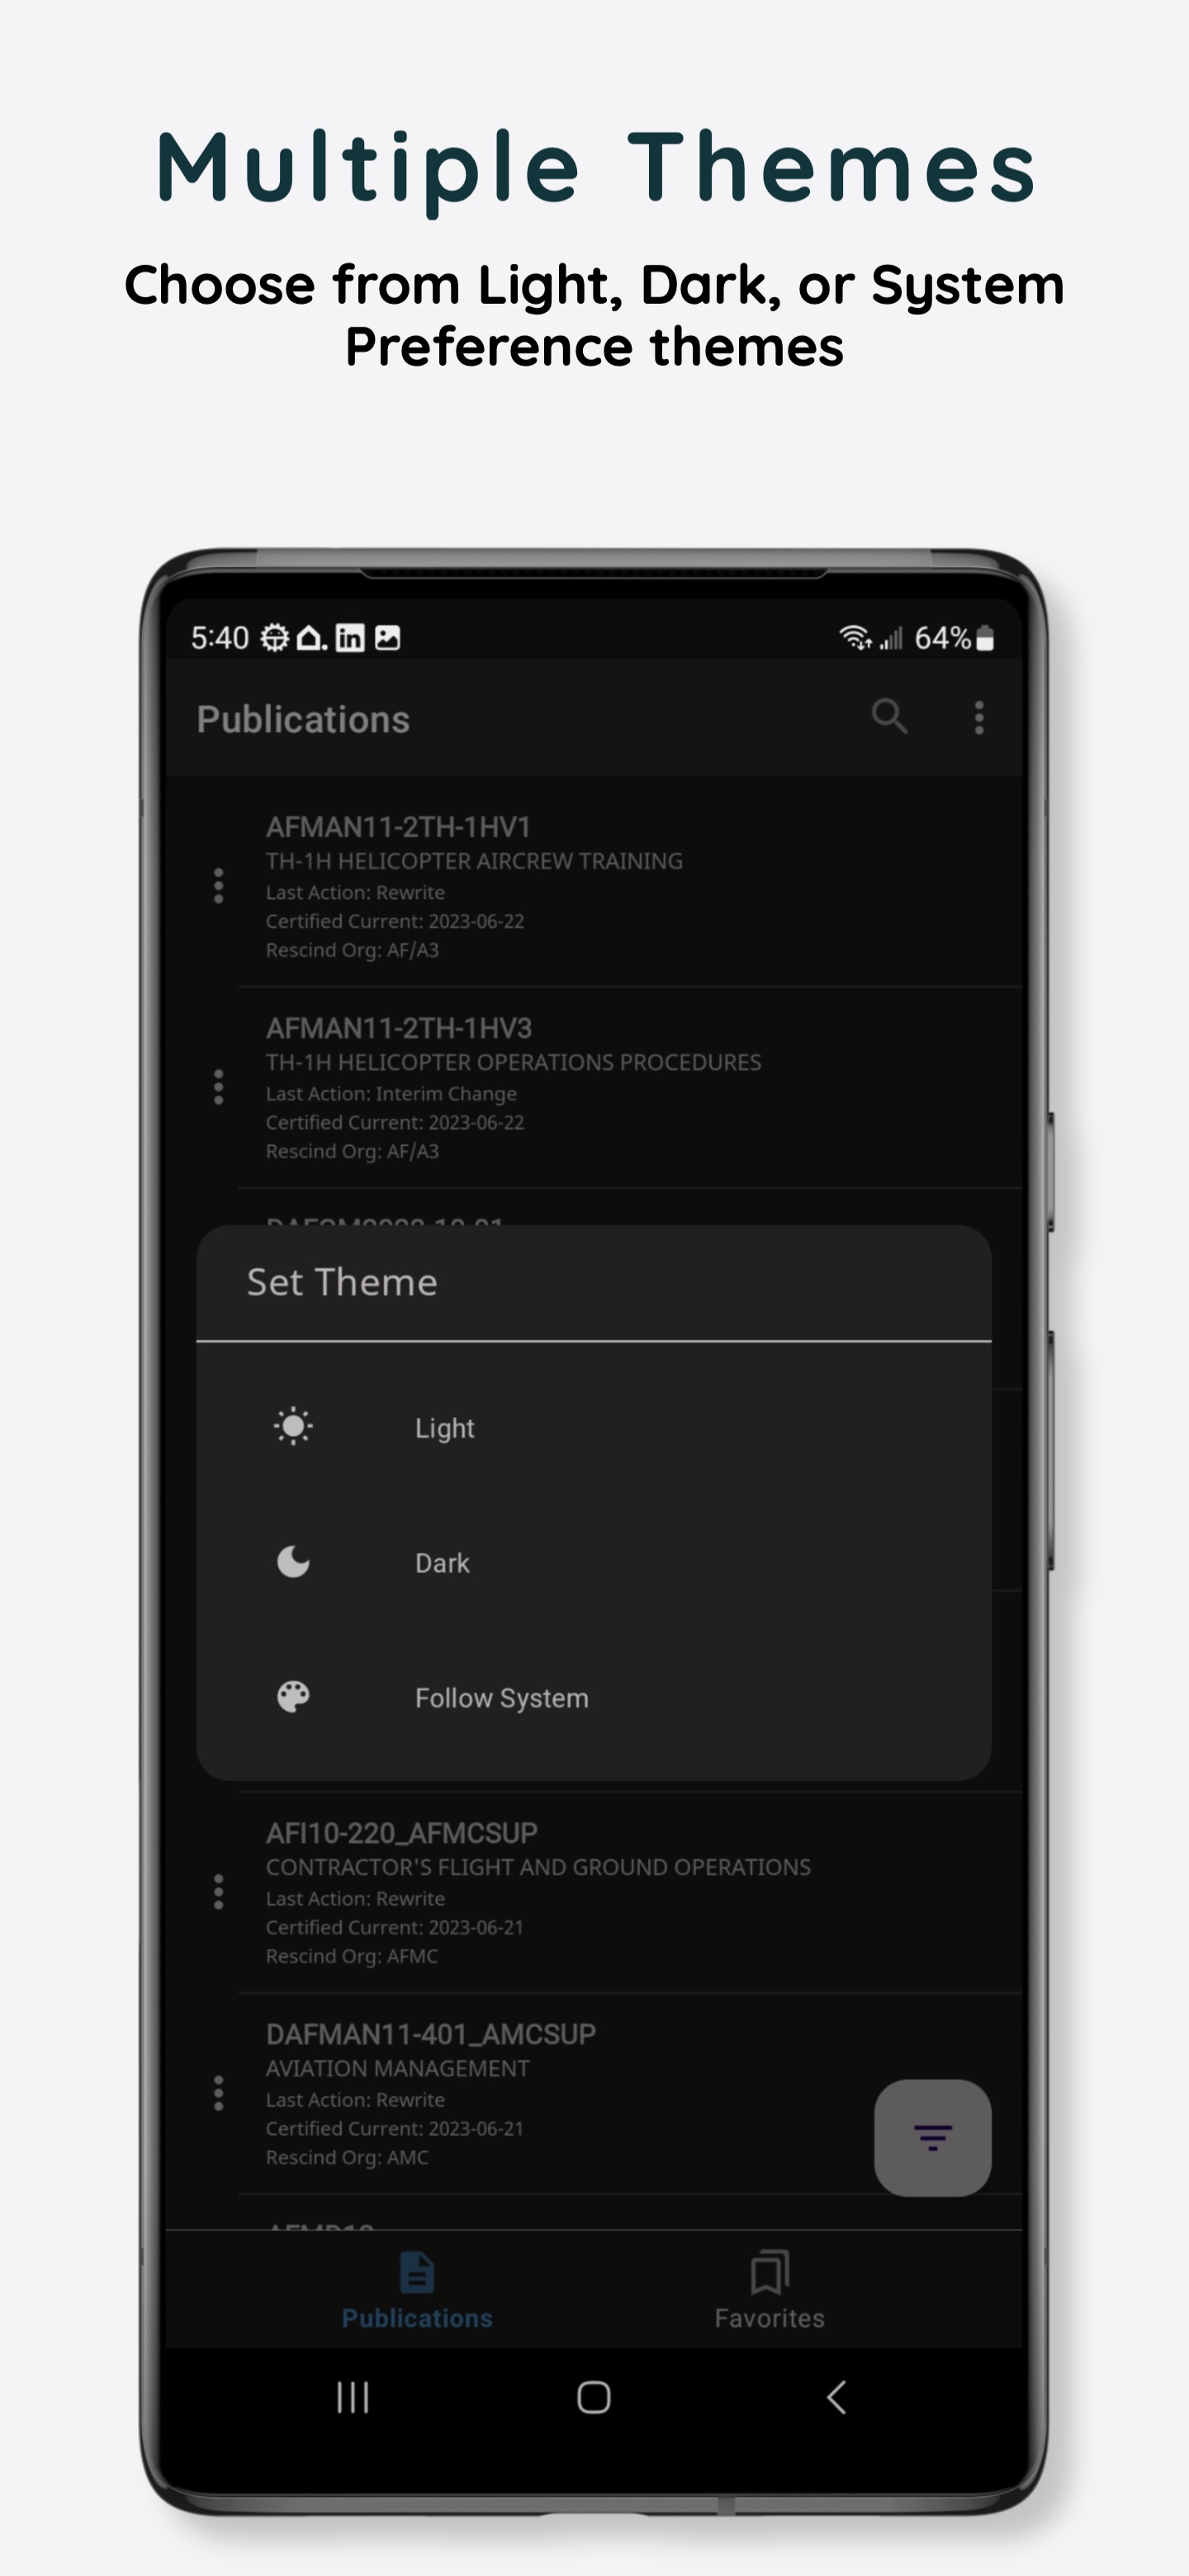 Multiple Themes
Choose from Light, Dark, or System
Preference themes
5:40
64%
Publications
AFMAN11-2TH-1HV1
TH-1H HELICOPTER AIRCREW TRAINING
Last Action: Rewrite
Certified Current: 2023-06-22
Rescind Org: AF/A3
AFMAN11-2TH-1HV3
TH-1H HELICOPTER OPERATIONS PROCEDURES
Last Action: Interim Change
Certified Current: 2023-06-22
Rescind Org: AF/A3
Set Theme
Light
Dark
Follow System
AFI10-220_AFMCSUP
CONTRACTOR'S FLIGHT AND GROUND OPERATIONS
Last Action: Rewrite
Certified Current: 2023-06-21
Rescind Org: AFMC
DAFMAN11-401_AMCSUP
AVIATION MANAGEMENT
Last Action: Rewrite
Certified Current: 2023-06-21
Rescind Org: AMC
Publications
Favorites